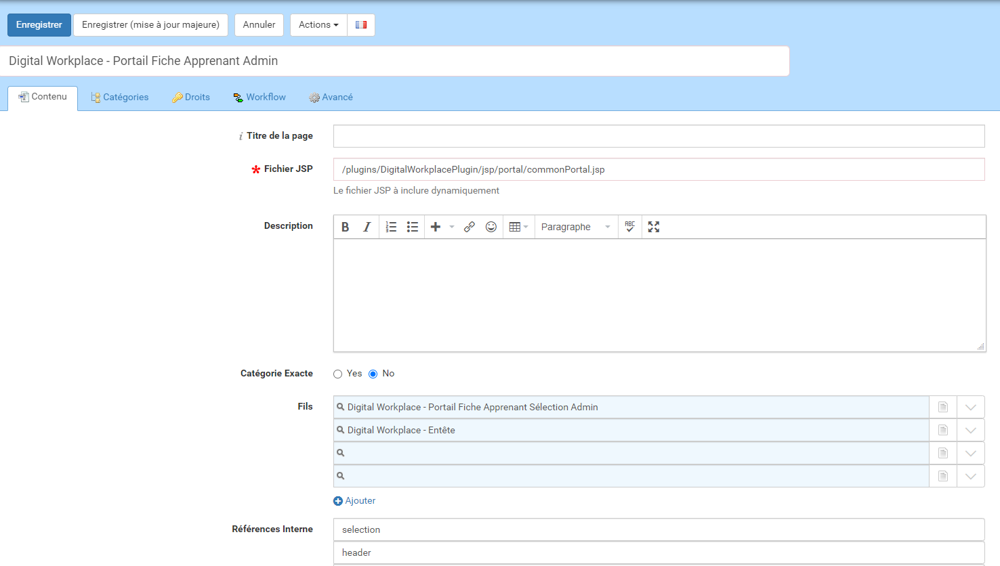 Enregistrer Enregistrer (mise à jour majeure) Annuler Actions
Digital Workplace - Portail Fiche Apprenant Admin
Contenu Catégories Droits Workflow Avancé
i Titre de la page
* Fichier JSP /plugins/DigitalWorkplacePlugin/jsp/portal/commonPortal.jsp
Le fichier JSP à inclure dynamiquement
Description B I Paragraphe ABC
Catégorie Exacte Yes No
Fils Digital Workplace - Portail Fiche Apprenant Sélection Admin
Digital Workplace - Entête
Ajouter
Références Interne selection
header